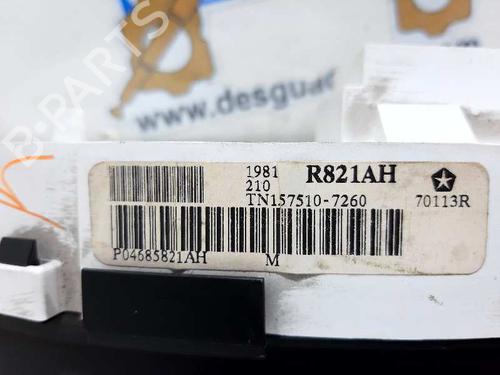 www.desguac
B-PARTS
1981 R821AH
210
TN157510-7260 70113R
P04685821AH M